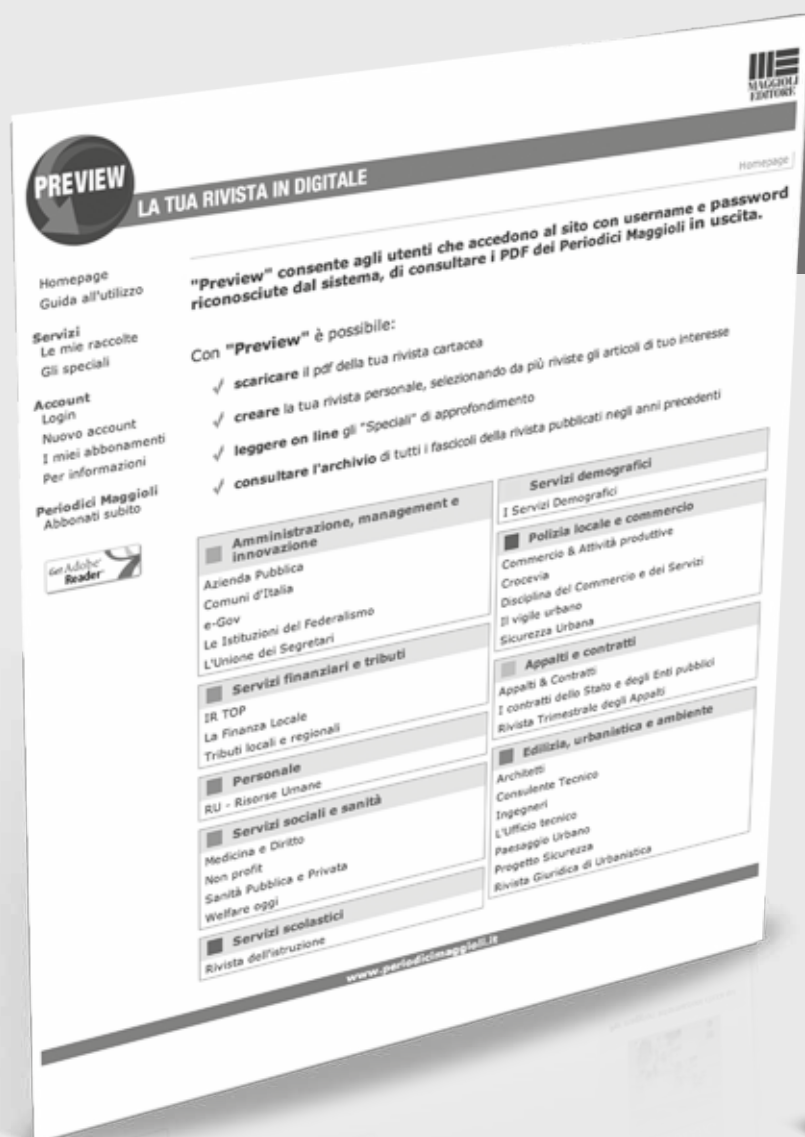 MAGGIOLI
EDITORE
PREVIEW
LA TUA RIVISTA IN DIGITALE
Homepage
Homepage
Guida all'utilizzo
Servizi
Le mie raccolte
Gli speciali
Account
Login
Nuovo account
I miei abbonamenti
Per informazioni
Periodici Maggioli
Abbonati subito
Get Adobe
Reader
"Preview" consente agli utenti che accedono al sito con username e password
riconosciute dal sistema, di consultare i PDF dei Periodici Maggioli in uscita.
Con "Preview" è possibile:
√ scaricare il pdf della tua rivista cartacea
√ creare la tua rivista personale, selezionando da più riviste gli articoli di tuo interesse
√ leggere on line gli "Speciali" di approfondimento
√ consultare l'archivio di tutti i fascicoli della rivista pubblicati negli anni precedenti
Amministrazione, management e
innovazione
Azienda Pubblica
Comuni d'Italia
e-Gov
Le Istituzioni del Federalismo
L'Unione dei Segretari
Servizi finanziari e tributi
IR TOP
La Finanza Locale
Tributi locali e regionali
Personale
RU - Risorse Umane
Servizi sociali e sanità
Medicina e Diritto
Non profit
Sanità Pubblica e Privata
Welfare oggi
Servizi scolastici
Rivista dell'istruzione
Servizi demografici
I Servizi Demografici
Polizia locale e commercio
Commercio & Attività produttive
Crocevia
Disciplina del Commercio e dei Servizi
Il vigile urbano
Sicurezza Urbana
Appalti e contratti
Appalti & Contratti
I contratti dello Stato e degli Enti pubblici
Rivista Trimestrale degli Appalti
Edilizia, urbanistica e ambiente
Architetti
Consulente Tecnico
Ingegneri
L'Ufficio tecnico
Paesaggio Urbano
Progetto Sicurezza
Rivista Giuridica di Urbanistica
www.periodicimaggioli.it